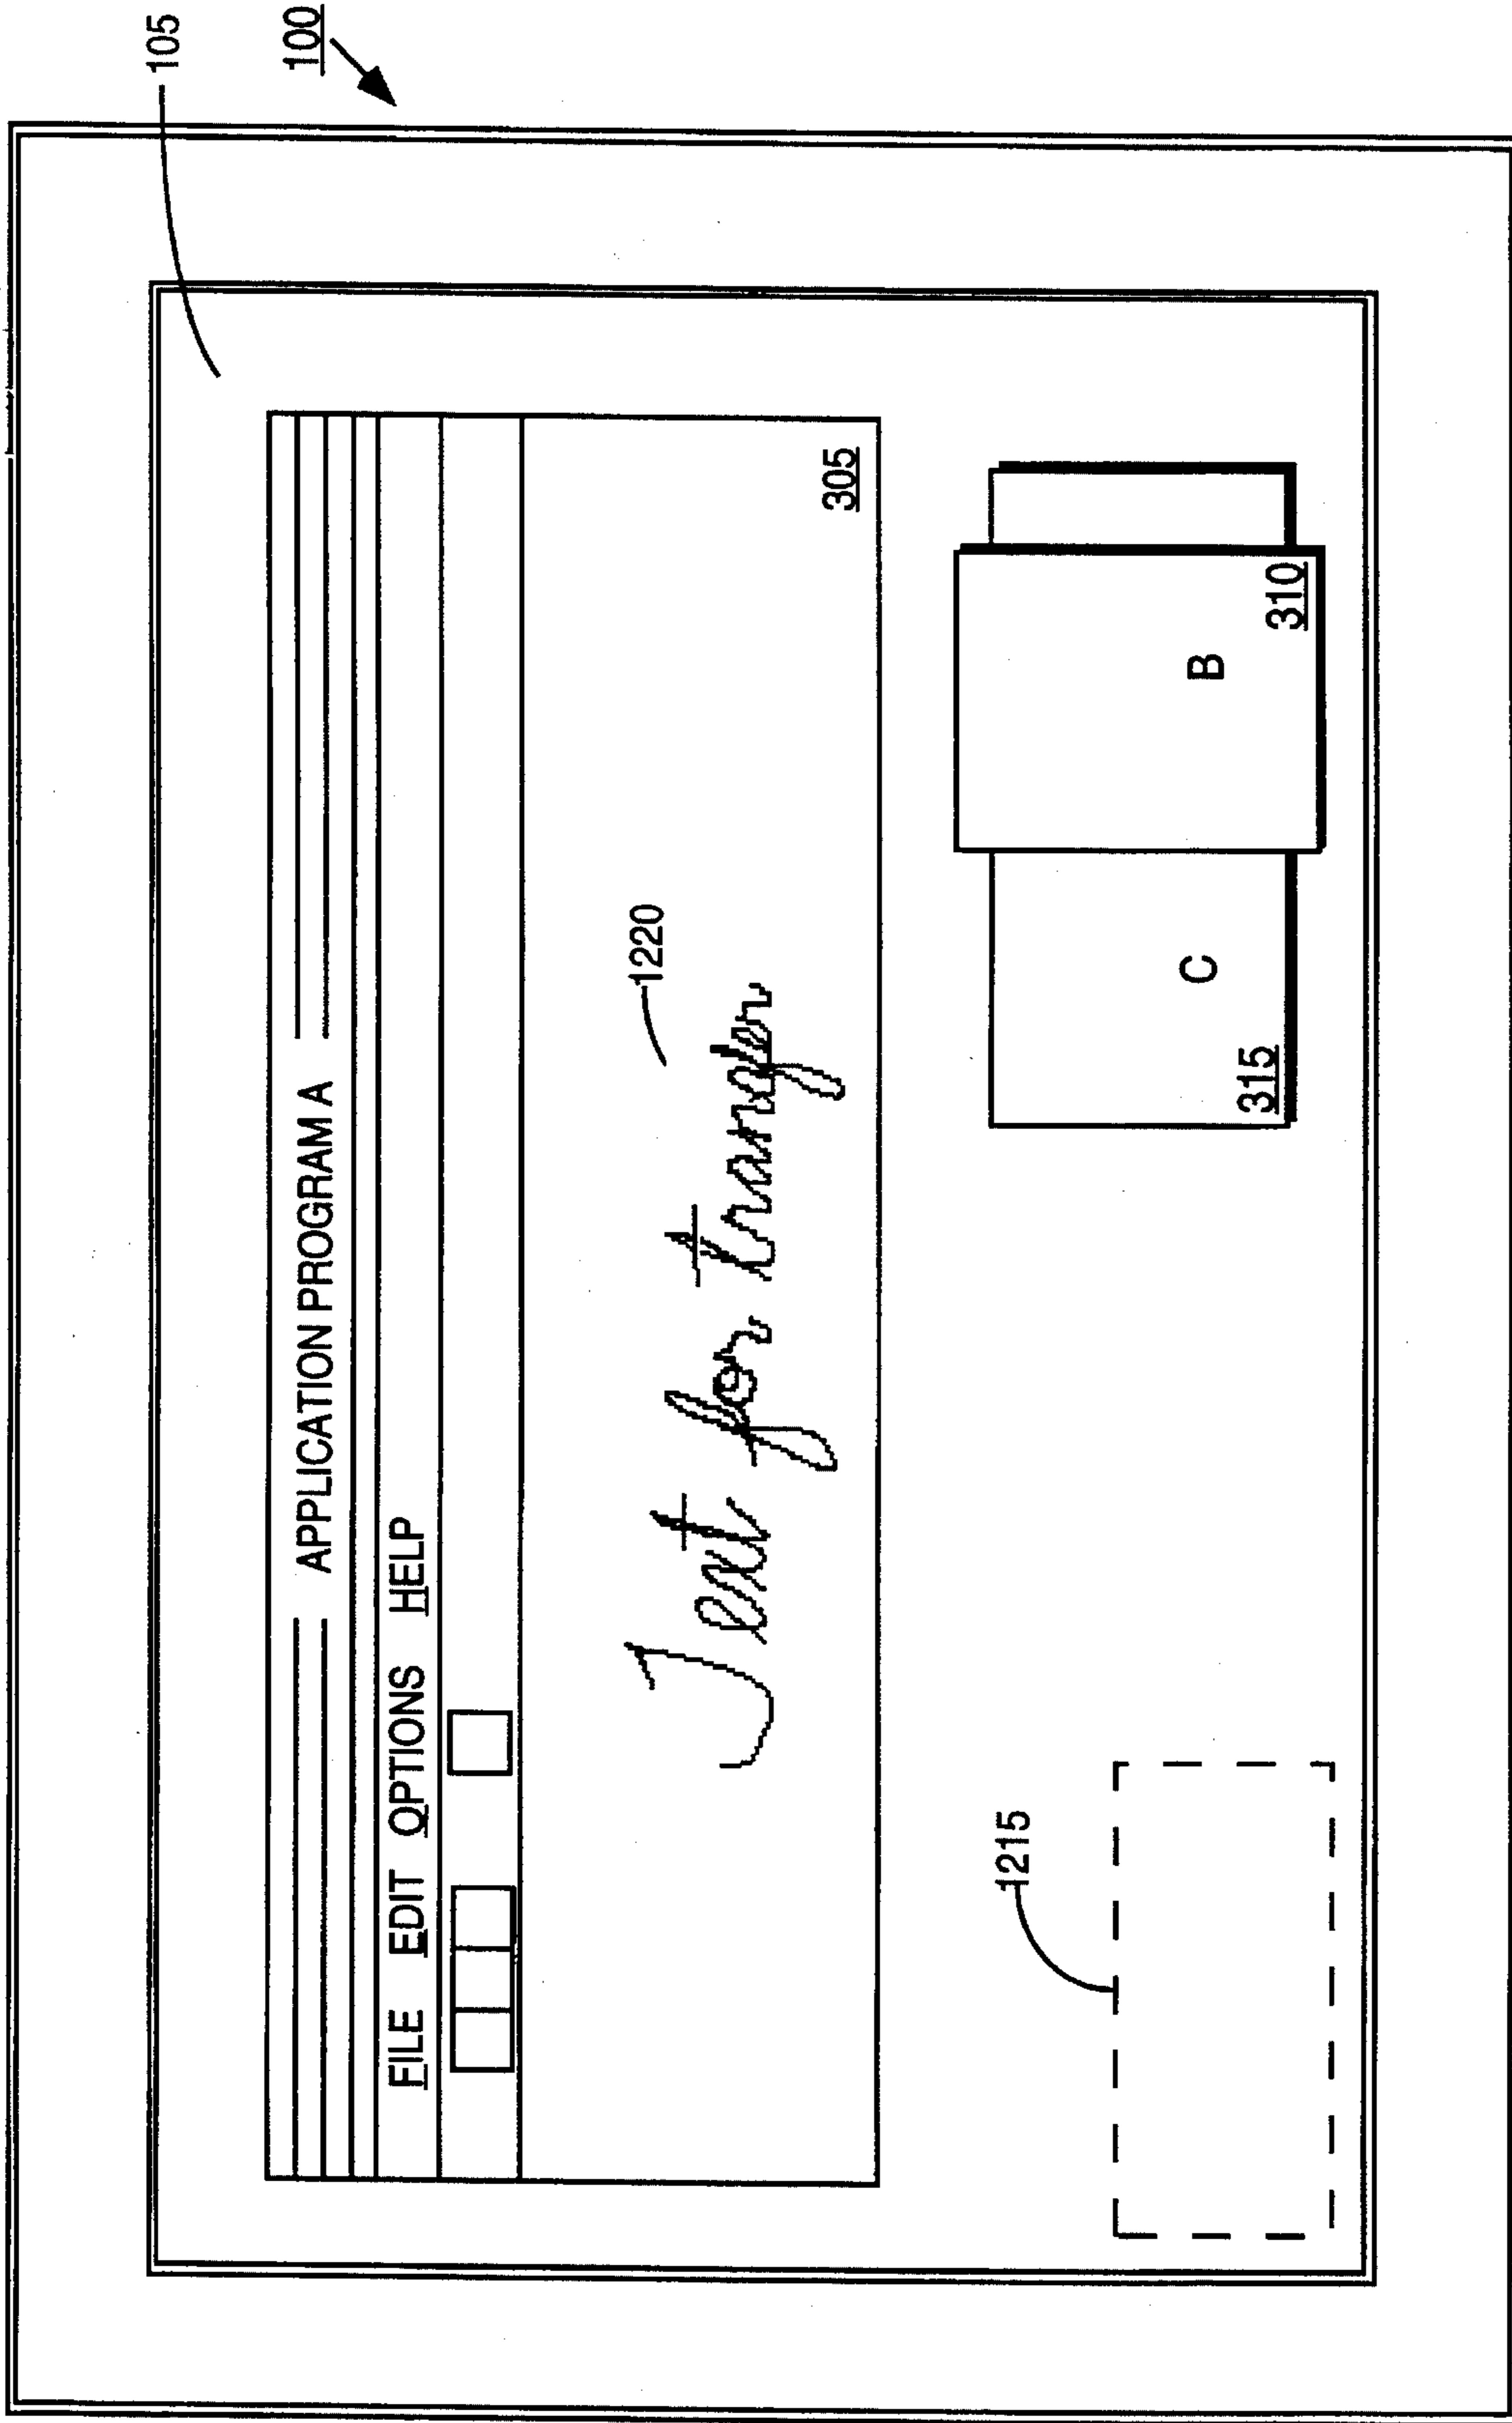 105
100
APPLICATION PROGRAM A
FILE EDIT OPTIONS HELP
1220
Text for transfer
305
1215
C
B
315
310